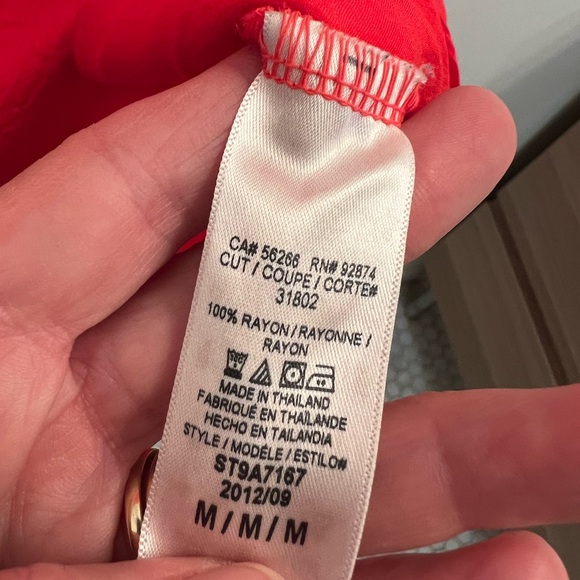 CA# 56266 RN# 92874
CUT / COUPE / CORTE#
31802
100% RAYON / RAYONNE /
RAYON
MADE IN THAILAND
FABRIQUÉ EN THAÏLANDE
HECHO EN TAILANDIA
STYLE / MODÈLE / ESTILO#
ST9A7167
2012/09
M / M / M